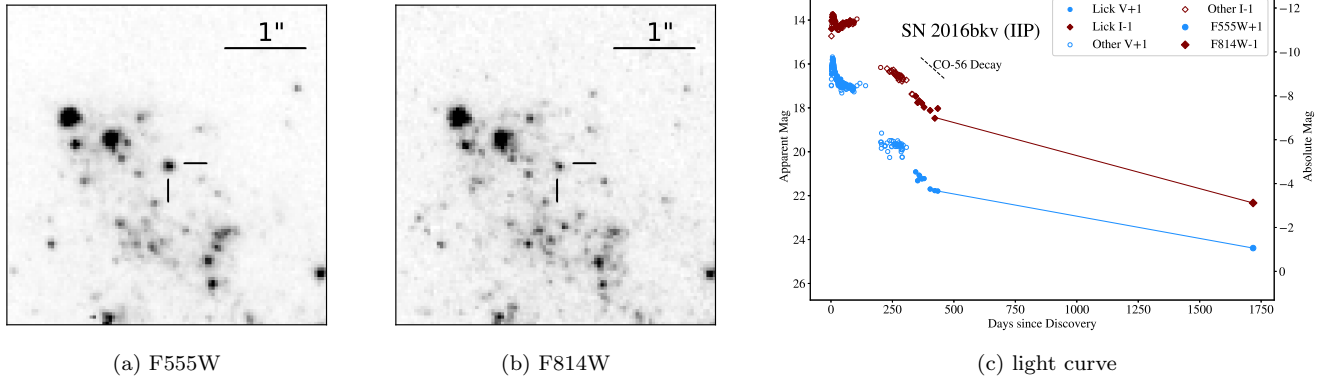 1"
1"
SN 2016bkv (IIP)
Lick V+1
Lick I-1
Other V+1
Other I-1
F555W+1
F814W-1
CO-56 Decay
Apparent Mag
14
16
18
20
22
24
26
Absolute Mag
−12
−10
−8
−6
−4
−2
0
0
250
500
750
1000
1250
1500
1750
Days since Discovery
(a) F555W
(b) F814W
(c) light curve